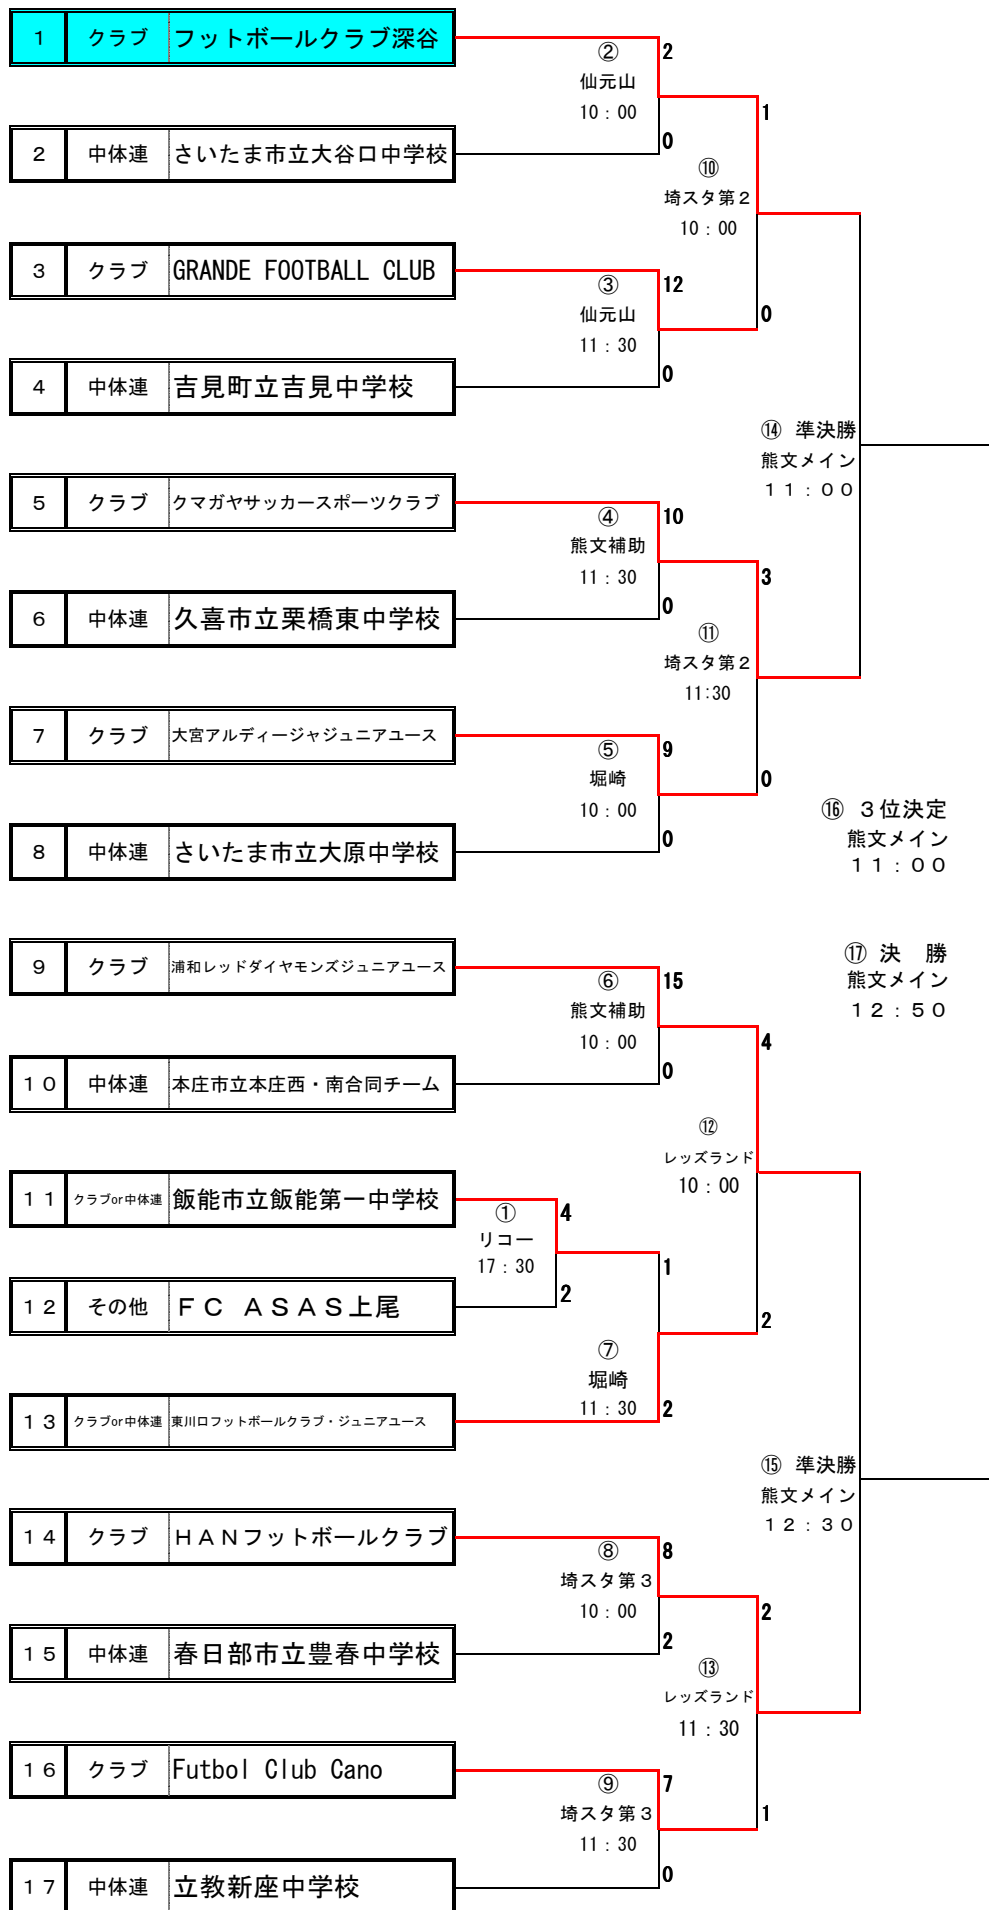 １ クラブ フットボールクラブ深谷
② 2
仙元山
10：00 1
２ 中体連 さいたま市立大谷口中学校 0
⑩
埼スタ第２
10：00
３ クラブ GRANDE FOOTBALL CLUB
③ 12
仙元山 0
11：30
４ 中体連 吉見町立吉見中学校 0
⑭ 準決勝
熊文メイン
１１：００
５ クラブ クマガヤサッカースポーツクラブ
④ 10
熊文補助
11：30 3
６ 中体連 久喜市立栗橋東中学校 0
⑪
埼スタ第２
11:30
７ クラブ 大宮アルディージャジュニアユース
⑤ 9
堀崎 0
10：00
⑯ ３位決定
熊文メイン
１１：００
８ 中体連 さいたま市立大原中学校 0
９ クラブ 浦和レッドダイヤモンズジュニアユース
⑰ 決　勝
熊文メイン
１２：５０
⑥ 15
熊文補助
10：00 4
１０ 中体連 本庄市立本庄西・南合同チーム 0
⑫
レッズランド
10：00
１１ クラブor中体連 飯能市立飯能第一中学校
① 4
リコー
17：30 1
１２ その他 ＦＣ　ＡＳＡＳ上尾 2
2
⑦
堀崎
11：30 2
１３ クラブor中体連 東川口フットボールクラブ・ジュニアユース
⑮ 準決勝
熊文メイン
１２：３０
１４ クラブ ＨＡＮフットボールクラブ
⑧ 8
埼スタ第３
10：00 2
１５ 中体連 春日部市立豊春中学校 2
⑬
レッズランド
11：30
１６ クラブ Futbol Club Cano
⑨ 7
埼スタ第３ 1
11：30
１７ 中体連 立教新座中学校 0